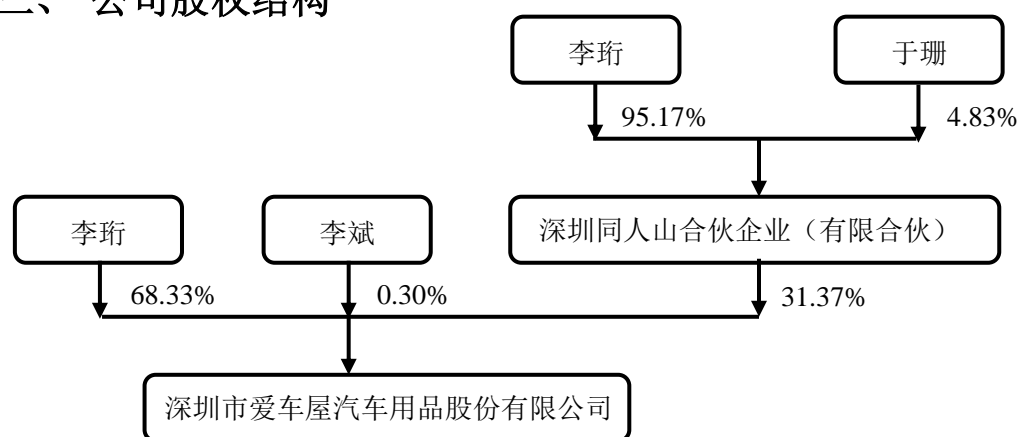 二、 公司股权结构
李珩
于珊
95.17%
4.83%
李珩
李斌
深圳同人山合伙企业（有限合伙）
68.33%
0.30%
31.37%
深圳市爱车屋汽车用品股份有限公司